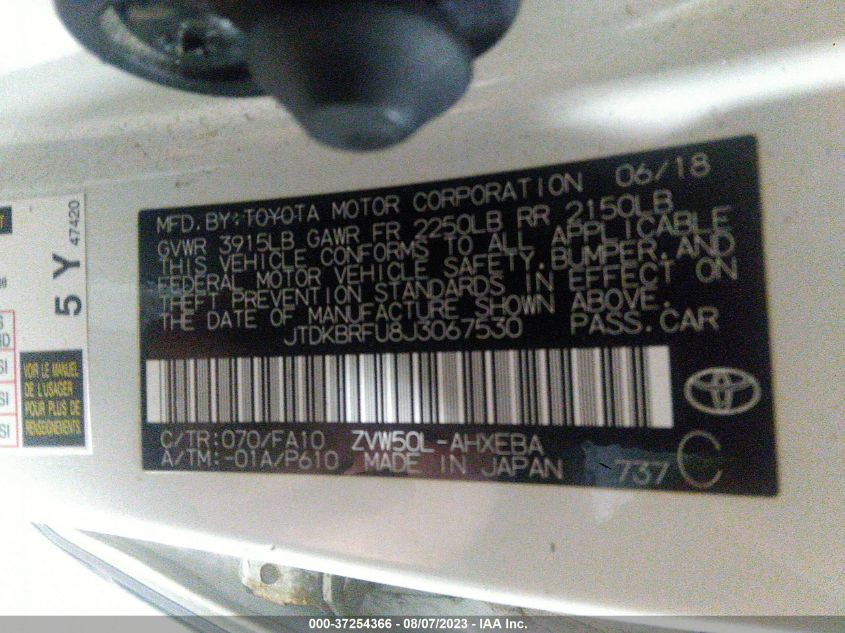 MFD. BY: TOYOTA MOTOR CORPORATION 06/18
GVWR 3915LB GAWR FR 2250LB RR 2150LB
THIS VEHICLE CONFORMS TO ALL APPLICABLE
FEDERAL MOTOR VEHICLE SAFETY, BUMPER, AND
THEFT PREVENTION STANDARDS IN EFFECT ON
THE DATE OF MANUFACTURE SHOWN ABOVE.
JTDKBRFU8J3067530 PASS. CAR
C/TR:070/FA10 ZVW50L-AHXEBA
A/TM:-01A/P610 MADE IN JAPAN 737 C
5 Y
47420
VOIR LE MANUEL
DE L'USAGER
POUR PLUS DE
RENSEIGNEMENTS
000-37254366 - 08/07/2023 - IAA Inc.